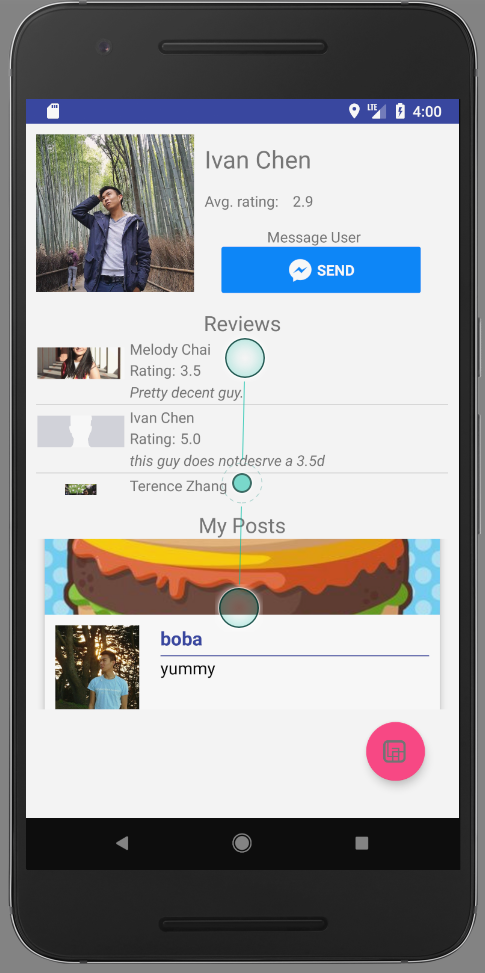 LTE 4:00
Ivan Chen
Avg. rating: 2.9
Message User
SEND
Reviews
Melody Chai
Rating: 3.5
Pretty decent guy.
Ivan Chen
Rating: 5.0
this guy does notdesrve a 3.5d
Terence Zhang
My Posts
boba
yummy